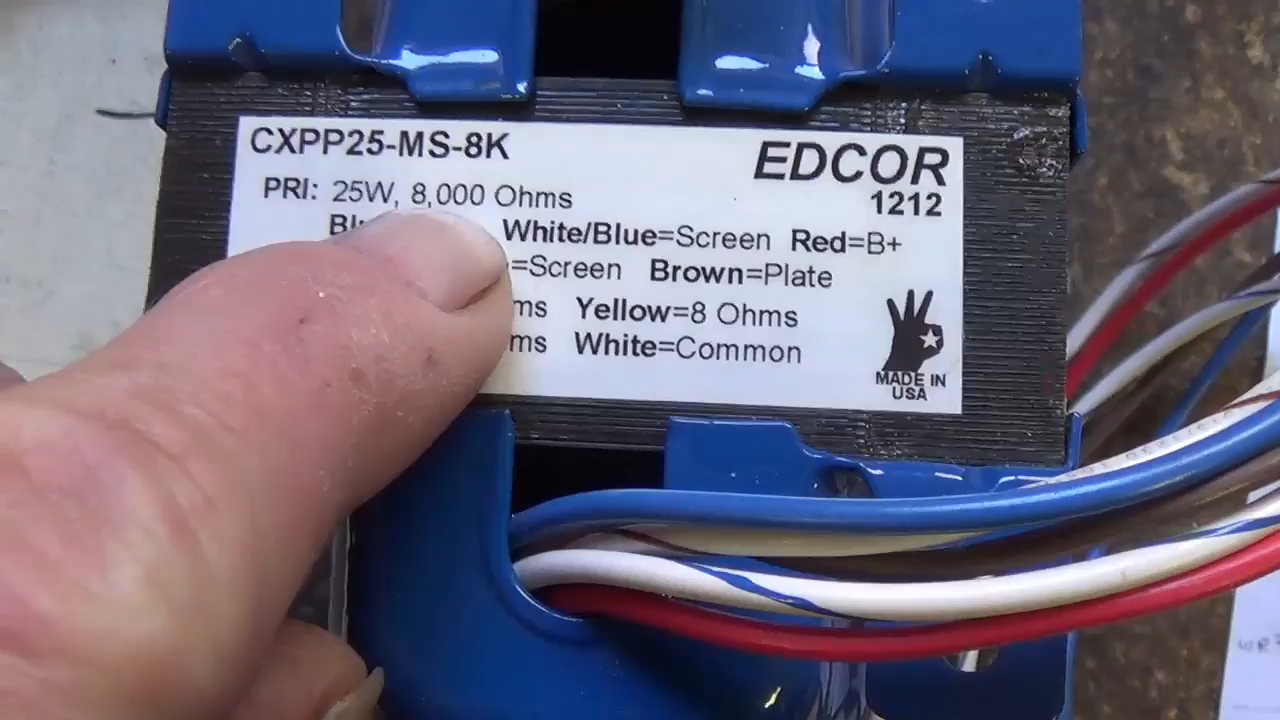 CXPP25-MS-8K
EDCOR
1212
PRI: 25W, 8,000 Ohms
White/Blue=Screen Red=B+
=Screen Brown=Plate
Yellow=8 Ohms
White=Common
MADE IN
USA